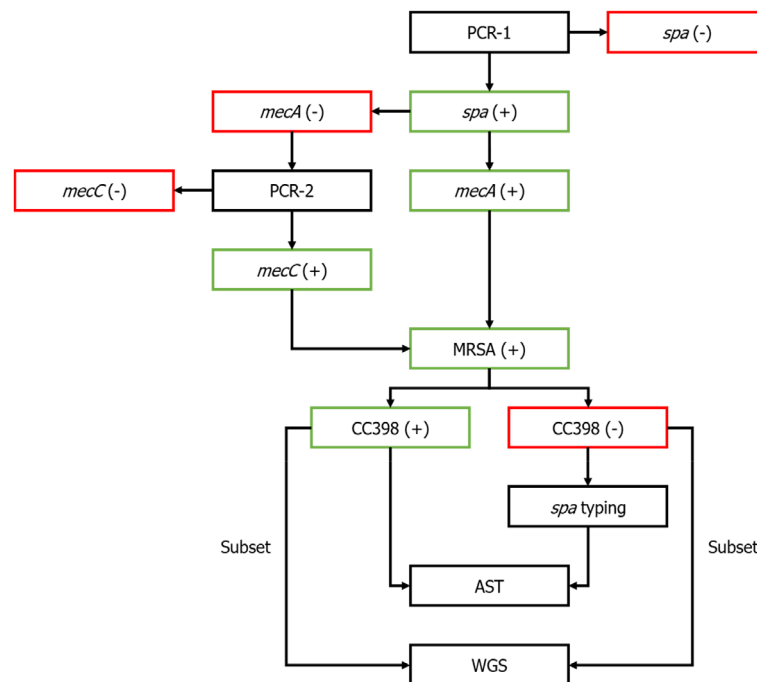 PCR-1
spa (-)
mecA (-)
spa (+)
mecC (-)
PCR-2
mecA (+)
mecC (+)
MRSA (+)
CC398 (+)
CC398 (-)
spa typing
Subset
Subset
AST
WGS